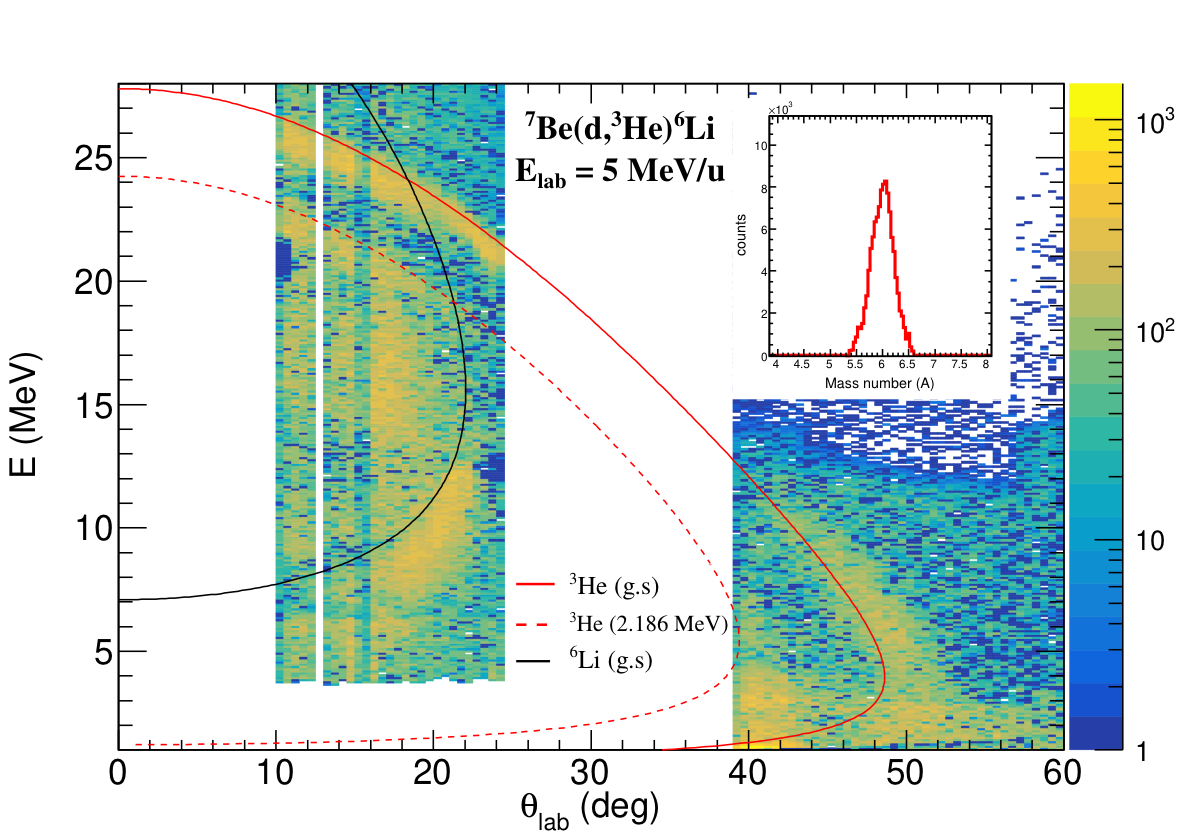 ⁷Be(d,³He)⁶Li
E_lab = 5 MeV/u
×10³
10
8
6
4
2
0
counts
4 4.5 5 5.5 6 6.5 7 7.5 8
Mass number (A)
E (MeV)
25
20
15
10
5
³He (g.s)
³He (2.186 MeV)
⁶Li (g.s)
0 10 20 30 40 50 60
θ_lab (deg)
10³
10²
10
1